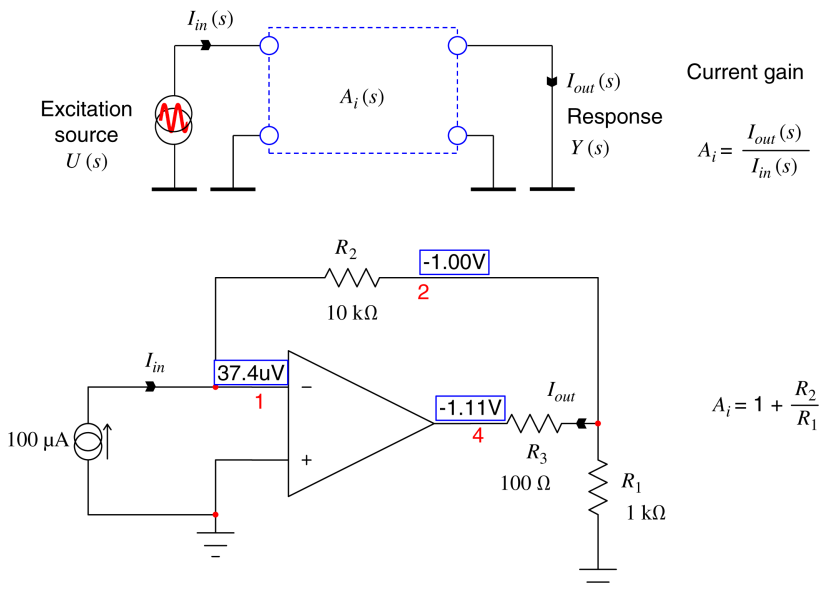 I_in (s)
Excitation
source
U (s)
A_i (s)
I_out (s)
Response
Y (s)
Current gain
A_i = I_out (s) / I_in (s)
R_2
10 kΩ
-1.00V
2
I_in
37.4uV
1
−
+
100 µA
-1.11V
4
I_out
R_3
100 Ω
R_1
1 kΩ
A_i = 1 + R_2 / R_1